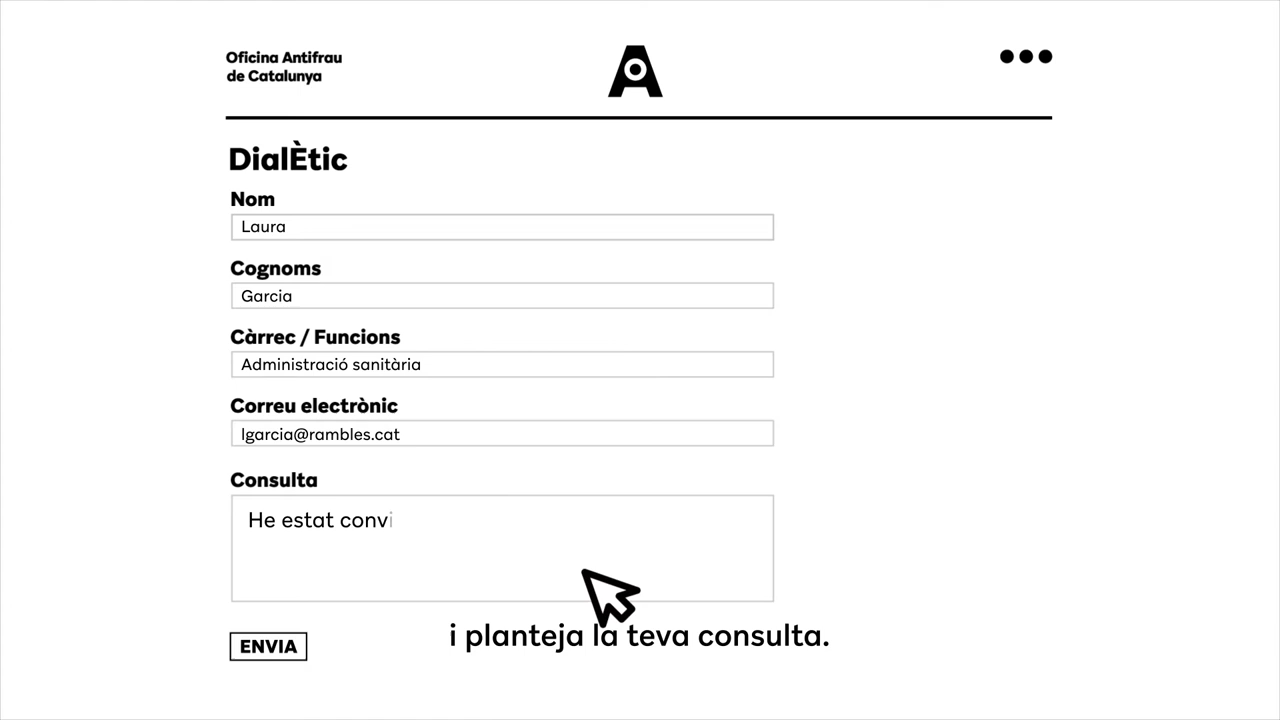 Oficina Antifrau
de Catalunya
DialÈtic
Nom
Laura
Cognoms
Garcia
Càrrec / Funcions
Administració sanitària
Correu electrònic
lgarcia@rambles.cat
Consulta
He estat convi
i planteja la teva consulta.
ENVIA